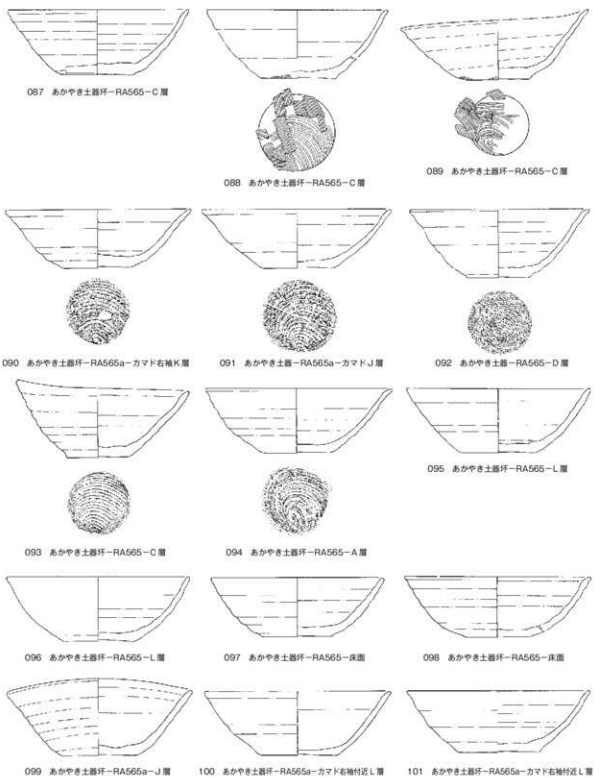 087 あかやき土器坏-RA565-C層
088 あかやき土器坏-RA565-C層
089 あかやき土器坏-RA565-C層
090 あかやき土器坏-RA565a-カマド右袖K層
091 あかやき土器坏-RA565a-カマドJ層
092 あかやき土器-RA565-D層
093 あかやき土器坏-RA565-C層
094 あかやき土器坏-RA565-A層
095 あかやき土器坏-RA565-L層
096 あかやき土器坏-RA565-L層
097 あかやき土器坏-RA565-床面
098 あかやき土器坏-RA565-床面
099 あかやき土器坏-RA565a-J層
100 あかやき土器坏-RA565a-カマド右袖付近L層
101 あかやき土器坏-RA565a-カマド右袖付近L層